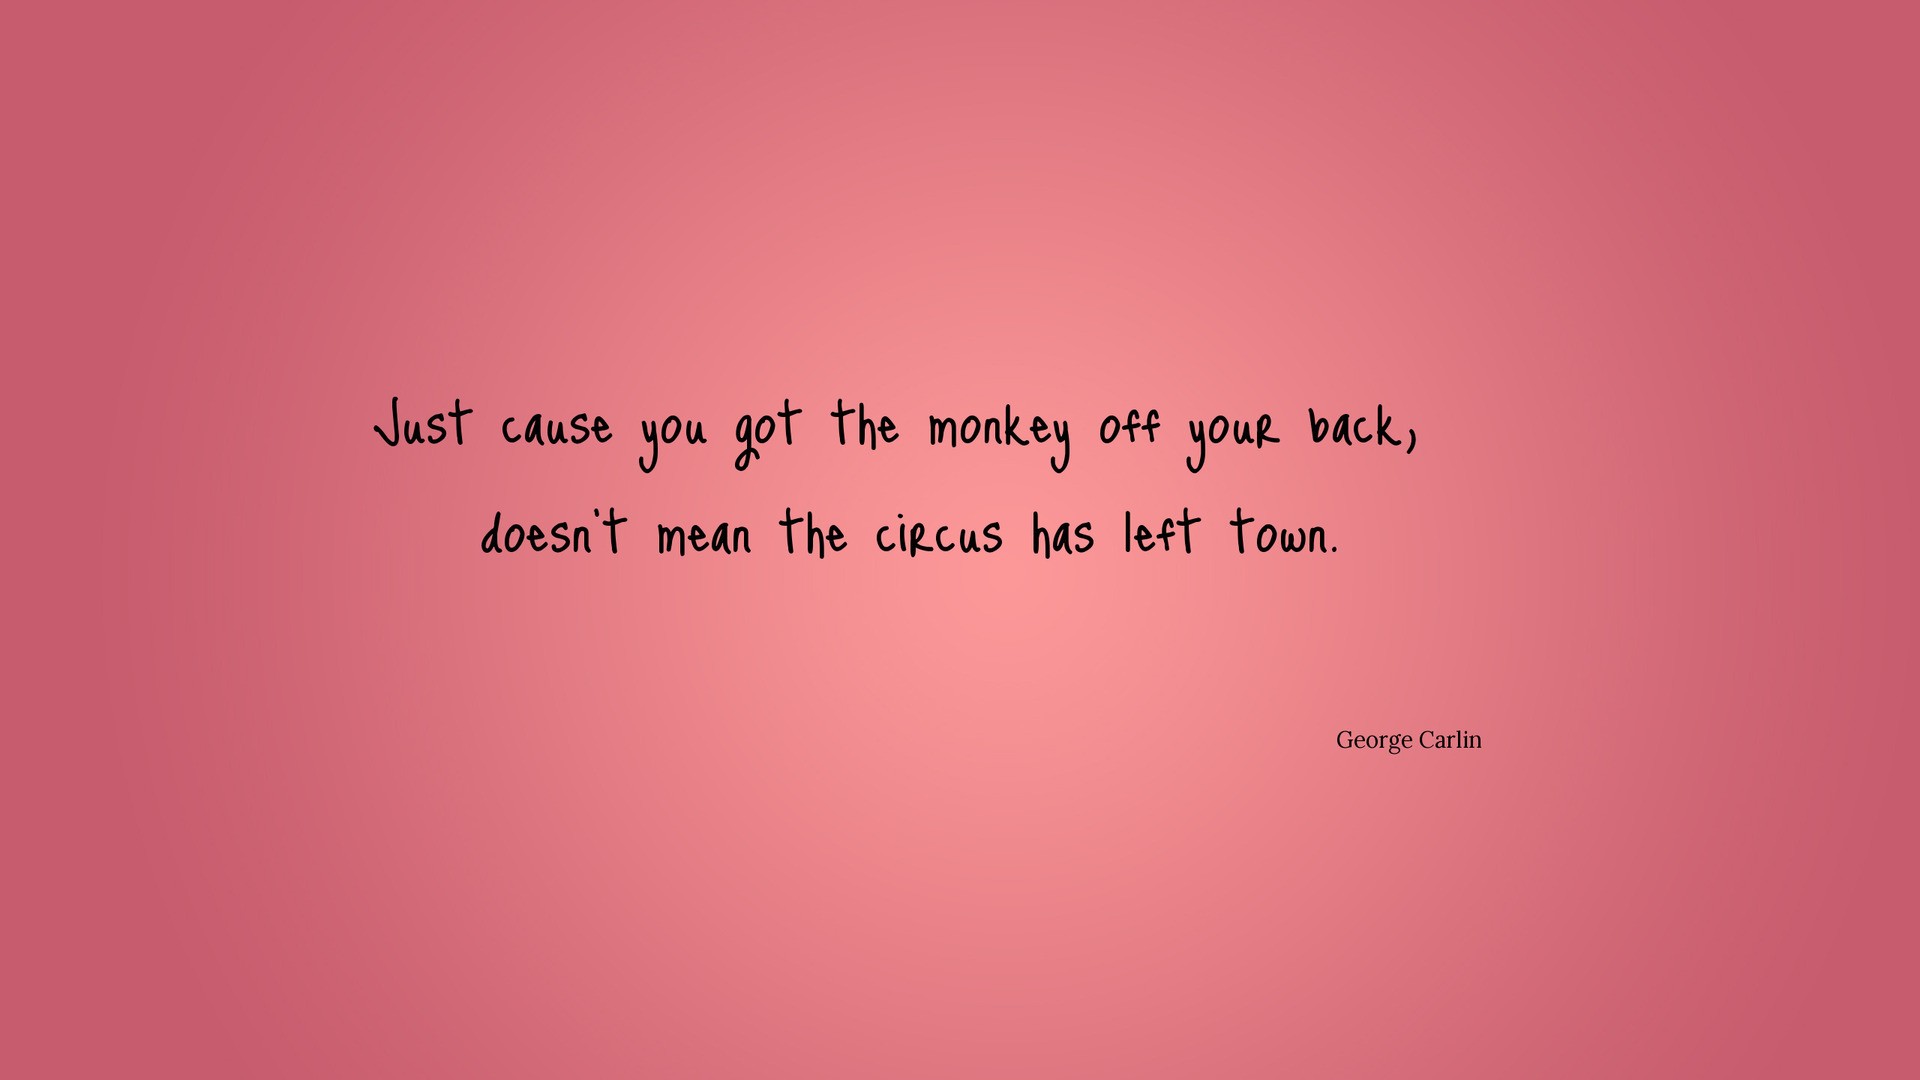 Just cause you got the monkey off your back,
doesn't mean the circus has left town.
George Carlin